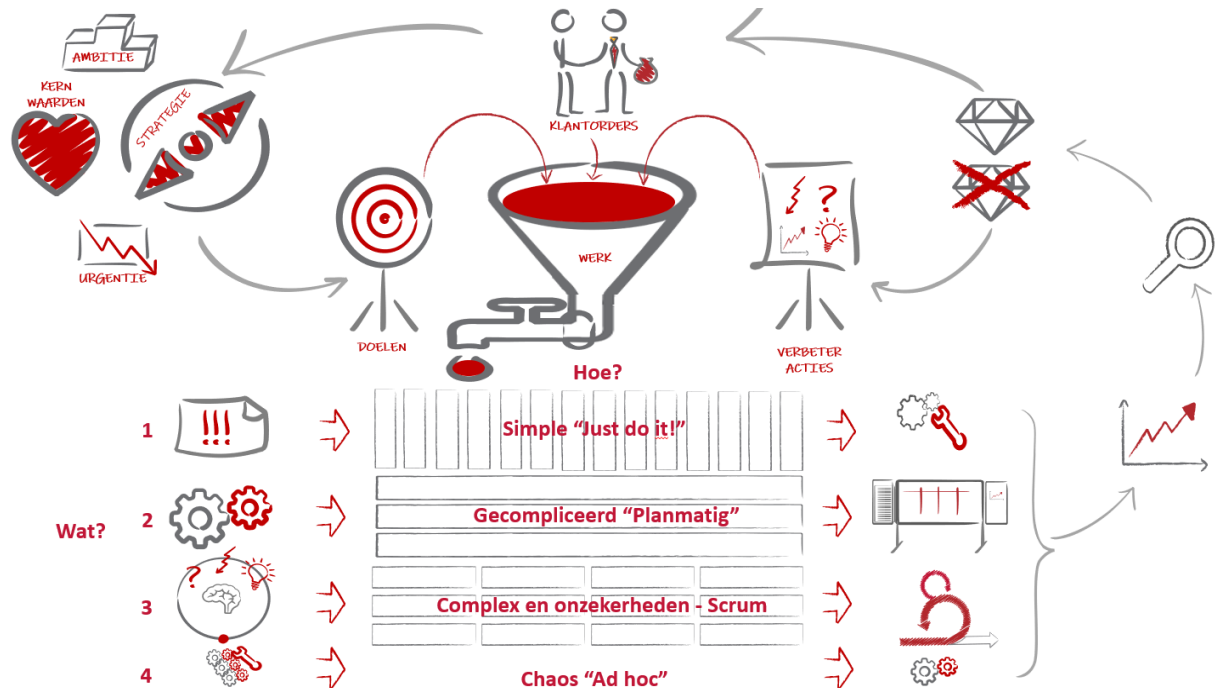 AMBITIE
KERN
WAARDEN
STRATEGIE
URGENTIE
KLANTORDERS
WERK
DOELEN
?
VERBETER
ACTIES
Hoe?
Wat?
1
!!!
Simple “Just do it!”
2
Gecompliceerd “Planmatig”
?
3
Complex en onzekerheden - Scrum
4
Chaos “Ad hoc”